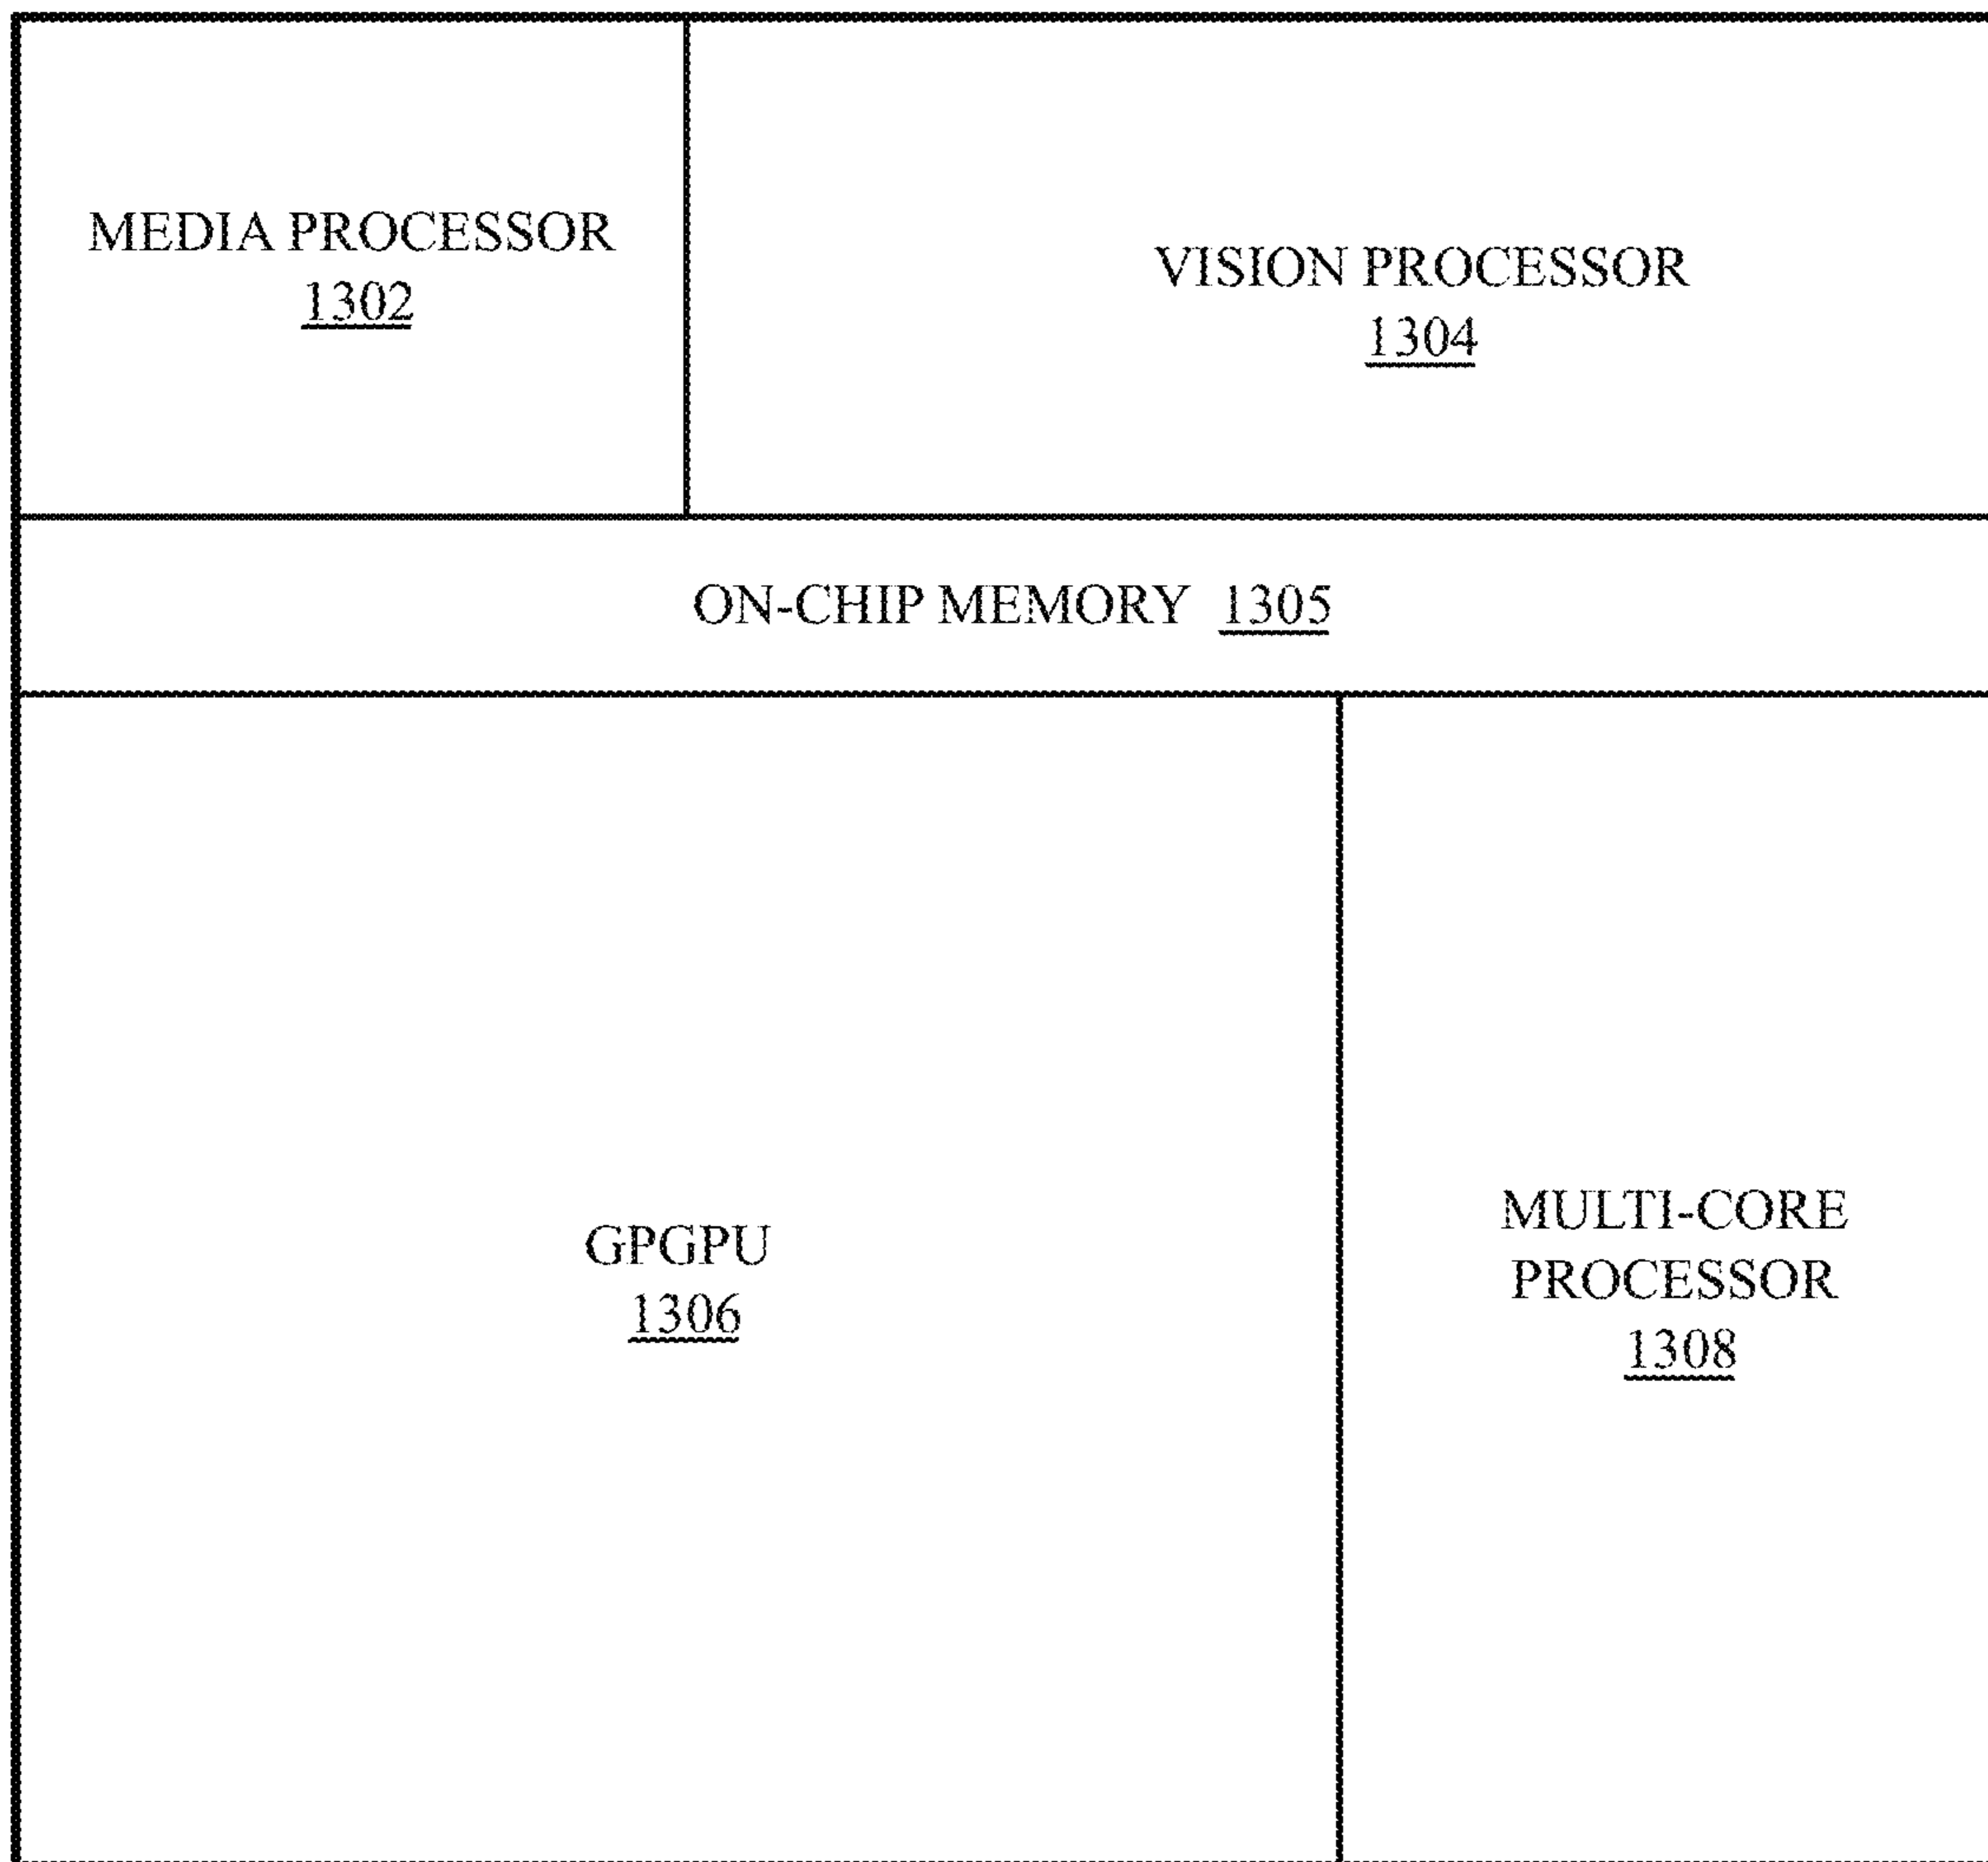 MEDIA PROCESSOR
1302
VISION PROCESSOR
1304
ON-CHIP MEMORY 1305
GPGPU
1306
MULTI-CORE
PROCESSOR
1308